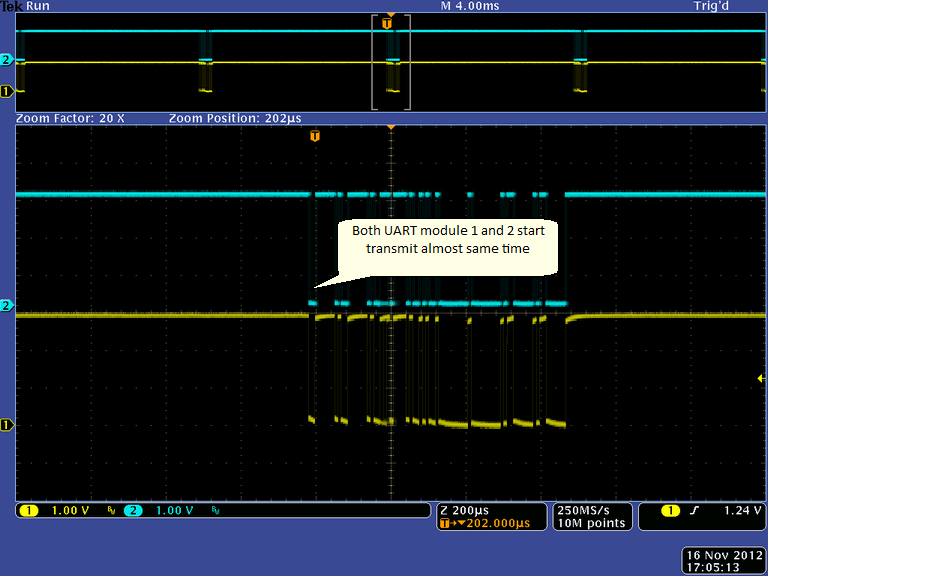 Tek Run M 4.00ms Trig'd
T
2
1
Zoom Factor: 20 X Zoom Position: 202µs
T
Both UART module 1 and 2 start
transmit almost same time
2
1
1 1.00 V BW 2 1.00 V BW Z 200µs 250MS/s 1 1.24 V
T→▼202.000µs 10M points
16 Nov 2012
17:05:13